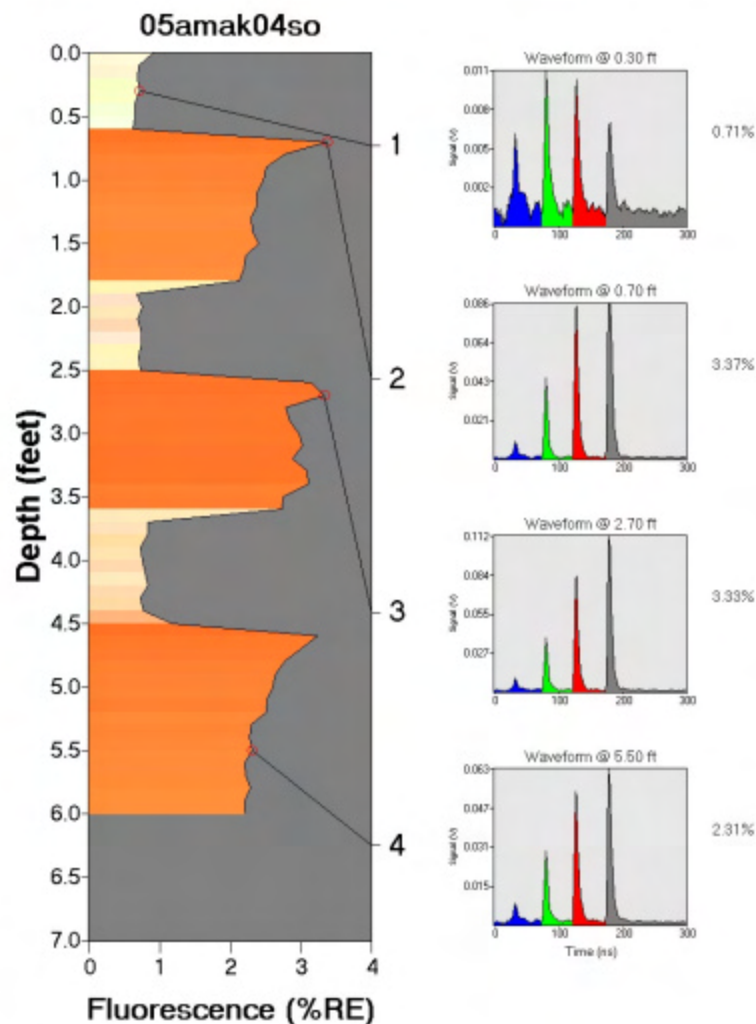 05amak04so
0.0
0.5
1.0
1.5
2.0
2.5
3.0
3.5
4.0
4.5
5.0
5.5
6.0
6.5
7.0
Depth (feet)
0 1 2 3 4
Fluorescence (%RE)
1
2
3
4
Waveform @ 0.30 ft
0.011
0.008
0.005
0.002
Signal (V)
0 100 200 300
0.71%
Waveform @ 0.70 ft
0.086
0.064
0.043
0.021
Signal (V)
0 100 200 300
3.37%
Waveform @ 2.70 ft
0.112
0.084
0.055
0.027
Signal (V)
0 100 200 300
3.33%
Waveform @ 5.50 ft
0.063
0.047
0.031
0.015
Signal (V)
0 100 200 300
Time (ns)
2.31%